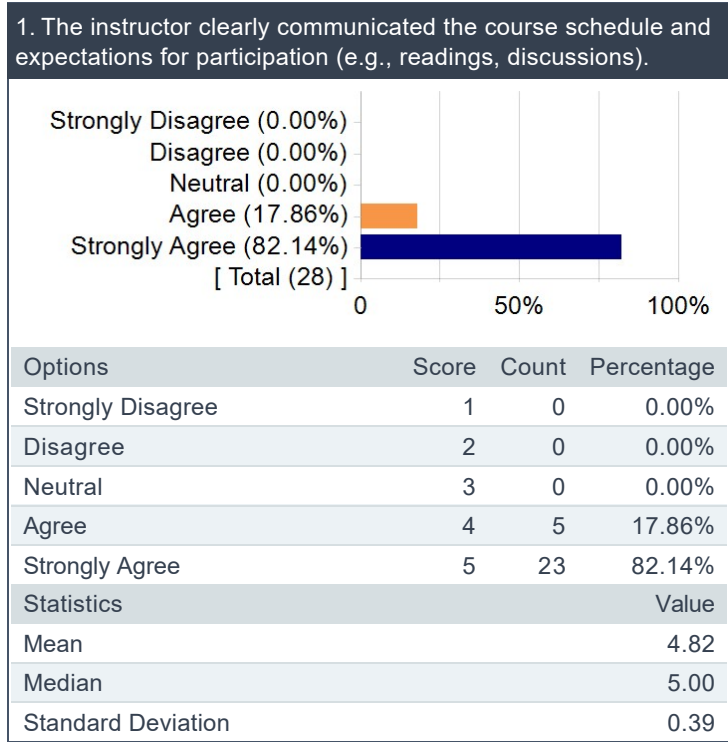 1. The instructor clearly communicated the course schedule and
expectations for participation (e.g., readings, discussions).
Strongly Disagree (0.00%)
Disagree (0.00%)
Neutral (0.00%)
Agree (17.86%)
Strongly Agree (82.14%)
[ Total (28) ]
0 50% 100%
Options Score Count Percentage
Strongly Disagree 1 0 0.00%
Disagree 2 0 0.00%
Neutral 3 0 0.00%
Agree 4 5 17.86%
Strongly Agree 5 23 82.14%
Statistics Value
Mean 4.82
Median 5.00
Standard Deviation 0.39